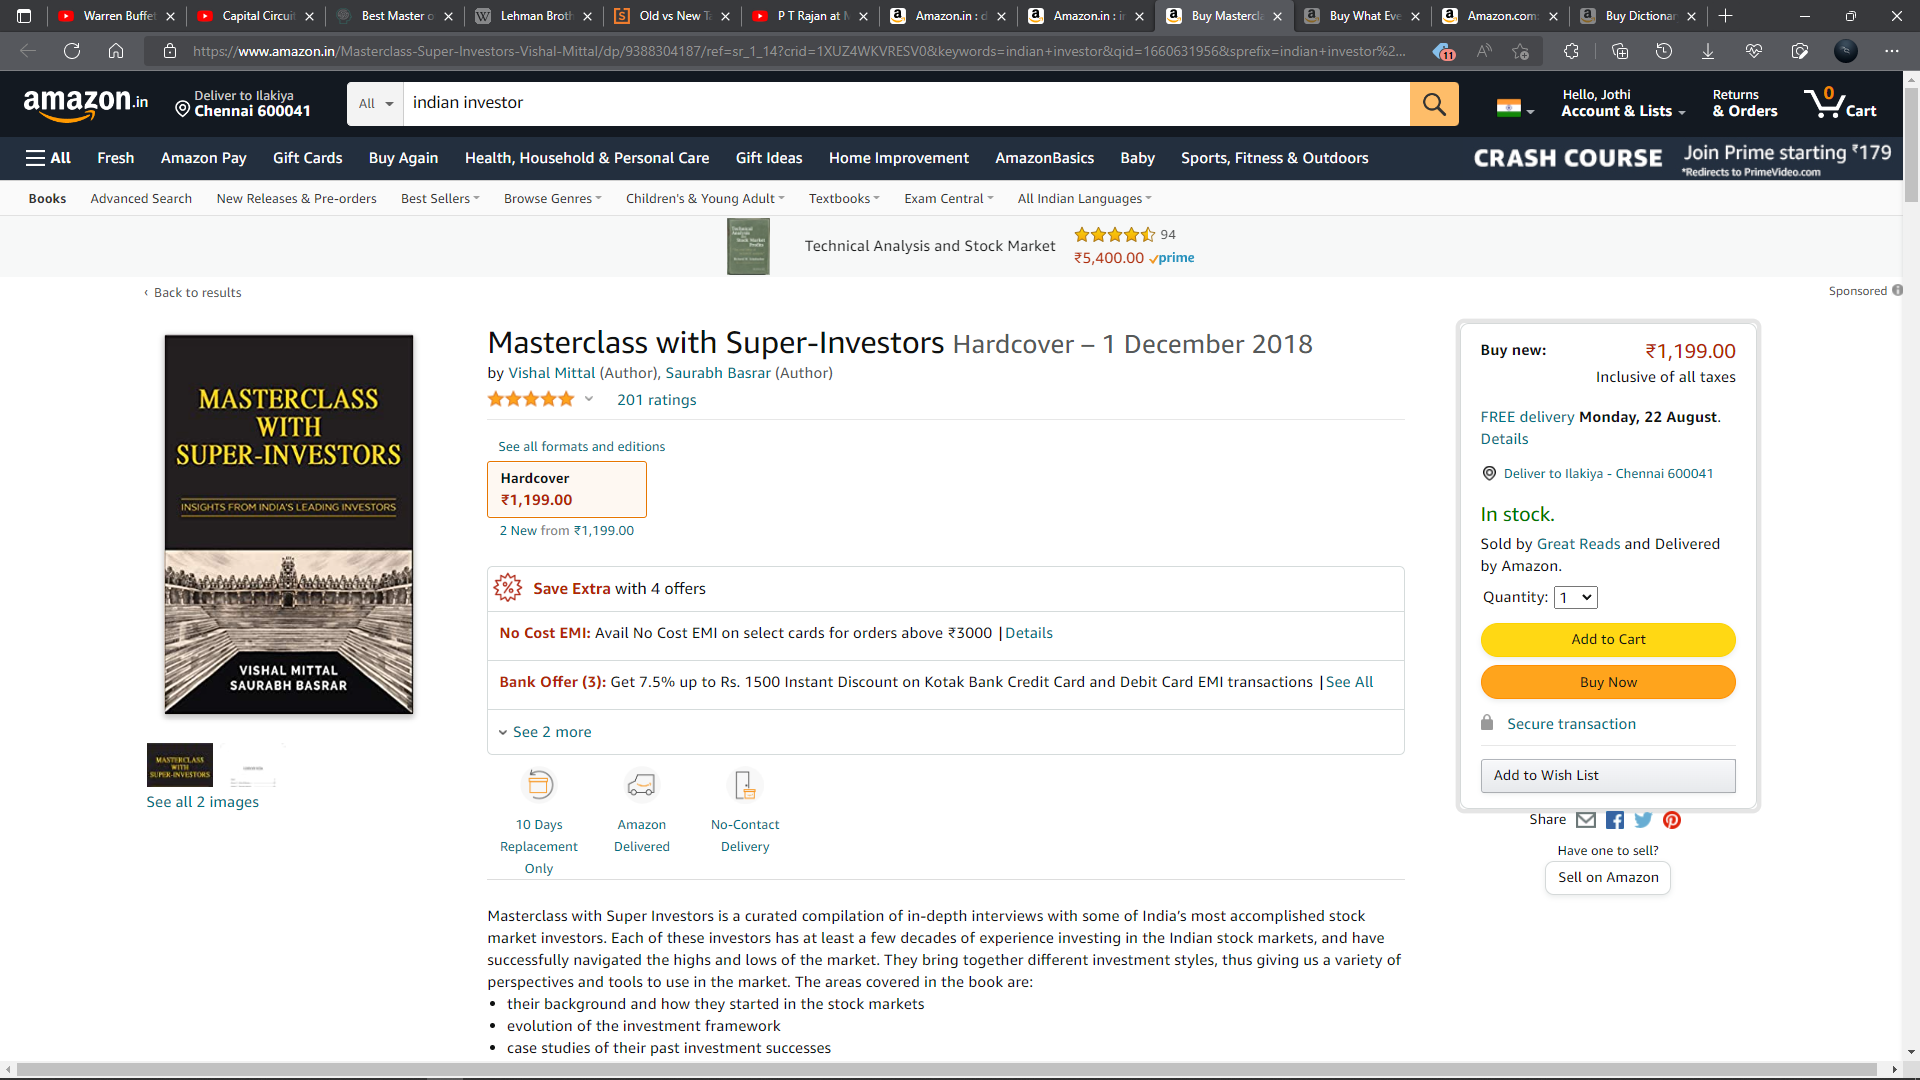 Warren Buffe
Capital Circui
Best Master o
Lehman Broth
Old vs New Ta
P T Rajan at M
Amazon.in : d
Amazon.in : i
Buy Mastercla
Buy What Eve
Amazon.com:
Buy Dictionar
https://www.amazon.in/Masterclass-Super-Investors-Vishal-Mittal/dp/9388304187/ref=sr_1_14?crid=1XUZ4WKVRESV0&keywords=indian+investor&qid=1660631956&sprefix=indian+investor%2...
11
amazon.in
Deliver to Ilakiya
Chennai 600041
All
indian investor
Hello, Jothi
Account & Lists
Returns
& Orders
0
Cart
All
Fresh
Amazon Pay
Gift Cards
Buy Again
Health, Household & Personal Care
Gift Ideas
Home Improvement
AmazonBasics
Baby
Sports, Fitness & Outdoors
CRASH COURSE
Join Prime starting ₹179
*Redirects to PrimeVideo.com
Books
Advanced Search
New Releases & Pre-orders
Best Sellers
Browse Genres
Children's & Young Adult
Textbooks
Exam Central
All Indian Languages
Technical Analysis and Stock Market
94
₹5,400.00 prime
‹ Back to results
Sponsored
MASTERCLASS
WITH
SUPER-INVESTORS
INSIGHTS FROM INDIA'S LEADING INVESTORS
VISHAL MITTAL
SAURABH BASRAR
MASTERCLASS
WITH
SUPER-INVESTORS
See all 2 images
Masterclass with Super-Investors Hardcover – 1 December 2018
by Vishal Mittal (Author), Saurabh Basrar (Author)
201 ratings
See all formats and editions
Hardcover
₹1,199.00
2 New from ₹1,199.00
Save Extra with 4 offers
No Cost EMI: Avail No Cost EMI on select cards for orders above ₹3000 | Details
Bank Offer (3): Get 7.5% up to Rs. 1500 Instant Discount on Kotak Bank Credit Card and Debit Card EMI transactions | See All
See 2 more
10 Days
Replacement
Only
Amazon
Delivered
No-Contact
Delivery
Masterclass with Super Investors is a curated compilation of in-depth interviews with some of India’s most accomplished stock
market investors. Each of these investors has at least a few decades of experience investing in the Indian stock markets, and have
successfully navigated the highs and lows of the market. They bring together different investment styles, thus giving us a variety of
perspectives and tools to use in the market. The areas covered in the book are:
• their background and how they started in the stock markets
• evolution of the investment framework
• case studies of their past investment successes
Buy new:
₹1,199.00
Inclusive of all taxes
FREE delivery Monday, 22 August.
Details
Deliver to Ilakiya - Chennai 600041
In stock.
Sold by Great Reads and Delivered
by Amazon.
Quantity: 1
Add to Cart
Buy Now
Secure transaction
Add to Wish List
Share
Have one to sell?
Sell on Amazon